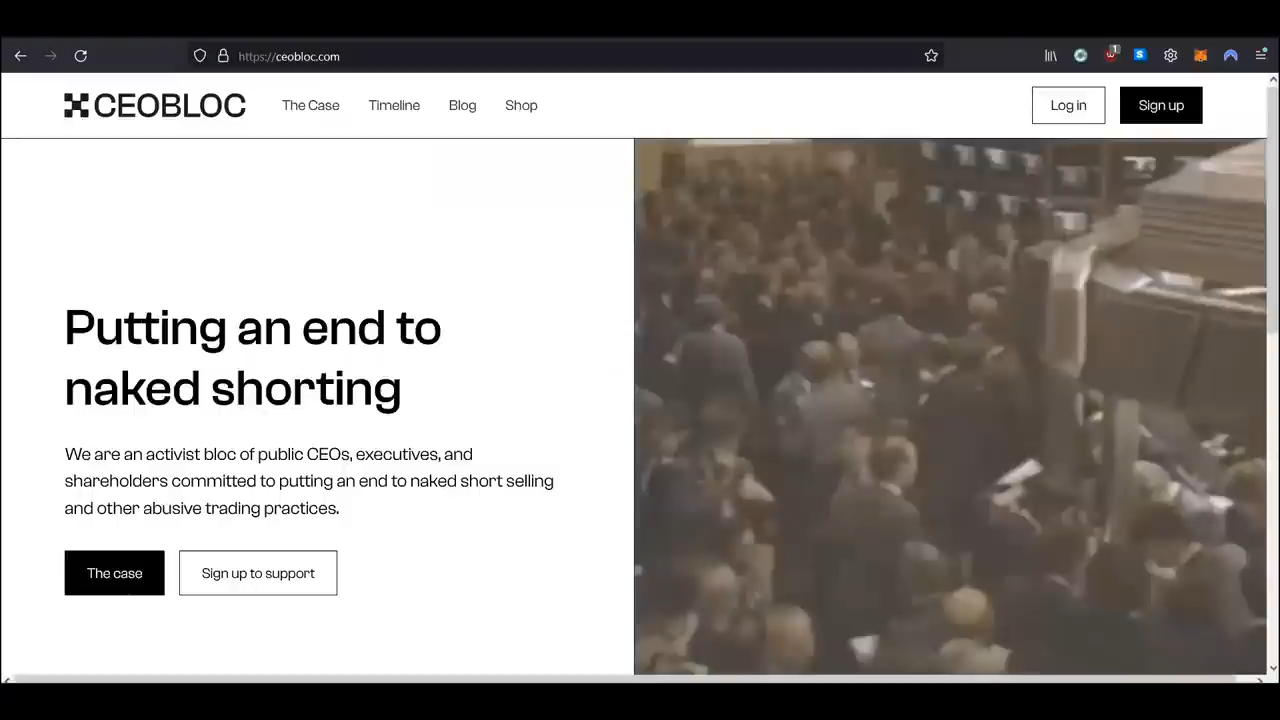 https://ceobloc.com
1
S
CEOBLOC
The Case
Timeline
Blog
Shop
Log in
Sign up
Putting an end to
naked shorting
We are an activist bloc of public CEOs, executives, and
shareholders committed to putting an end to naked short selling
and other abusive trading practices.
The case
Sign up to support